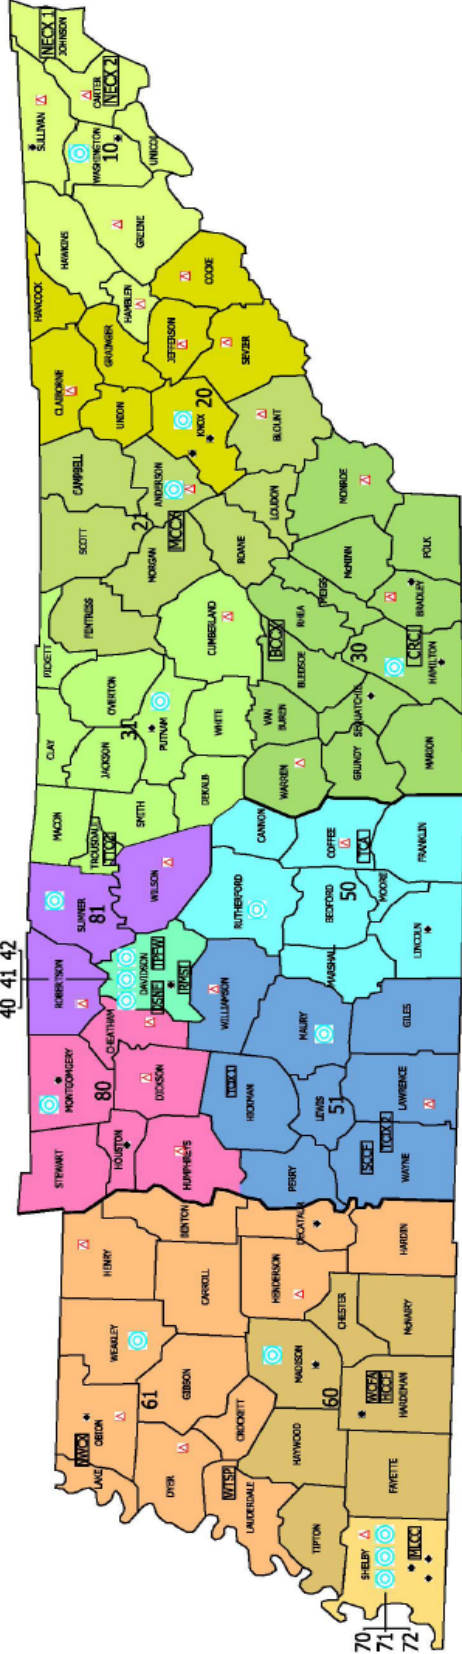 NECX 1
JOHNSON
SULLIVAN
CARTER
NECX 2
WASHINGTON
10
UNICOI
HAWKINS
GREENE
HANCOCK
HAMBLEN
COCKE
CLAIBORNE
GRAINGER
JEFFERSON
SEVIER
UNION
KNOX
20
CAMPBELL
ANDERSON
BLOUNT
SCOTT
21
MCCX
MORGAN
ROANE
LOUDON
MONROE
FENTRESS
CUMBERLAND
MEIGS
McMINN
POLK
RHEA
BCCX
BLEDSOE
30
BRADLEY
CRC1
HAMILTON
PICKETT
OVERTON
31
PUTNAM
WHITE
VAN
BUREN
SEQUATCHIE
CLAY
JACKSON
DEKALB
WARREN
GRUNDY
MARION
MACON
TROUSDALE
SMITH
CANNON
COFFEE
TCA
FRANKLIN
SUMNER
81
WILSON
RUTHERFORD
BEDFORD
50
MOORE
LINCOLN
MARSHALL
40
41
42
ROBERTSON
DAVIDSON
DSNF
CHEATHAM
WILLIAMSON
MAURY
GILES
MONTGOMERY
80
DICKSON
HICKMAN
LEWIS
51
LAWRENCE
STEWART
HOUSTON
HUMPHREYS
PERRY
SCCF
TCIX 2
WAYNE
HENRY
BENTON
DECATAUR
HARDIN
CARROLL
HENDERSON
CHESTER
McNAIRY
WEAKLEY
MADISON
60
61
GIBSON
CROCKETT
HAYWOOD
WCFA
HCCF
HARDEMAN
NWCX
OBION
LAKE
DYER
WTSP
LAUDERDALE
TIPTON
FAYETTE
SHELBY
MLCC
70
71
72